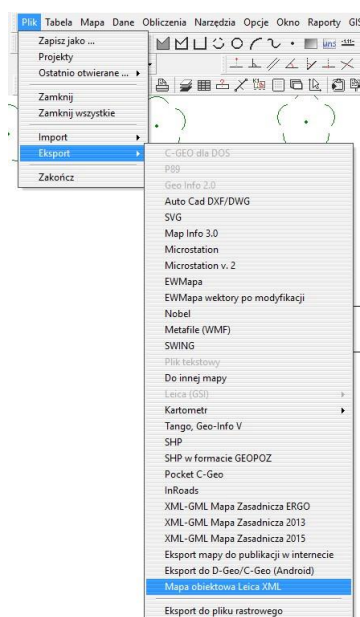 Plik Tabela Mapa Dane Obliczenia Narzędzia Opcje Okno Raporty GIS
Zapisz jako ...
Projekty
Ostatnio otwierane ...
Zamknij
Zamknij wszystkie
Import
Eksport
Zakończ
C-GEO dla DOS
P89
Geo Info 2.0
Auto Cad DXF/DWG
SVG
Map Info 3.0
Microstation
Microstation v. 2
EWMapa
EWMapa wektory po modyfikacji
Nobel
Metafile (WMF)
SWING
Plik tekstowy
Do innej mapy
Leica (GSI)
Kartometr
Tango, Geo-Info V
SHP
SHP w formacie GEOPOZ
Pocket C-Geo
InRoads
XML-GML Mapa Zasadnicza ERGO
XML-GML Mapa Zasadnicza 2013
XML-GML Mapa Zasadnicza 2015
Eksport mapy do publikacji w internecie
Eksport do D-Geo/C-Geo (Android)
Mapa obiektowa Leica XML
Eksport do pliku rastrowego